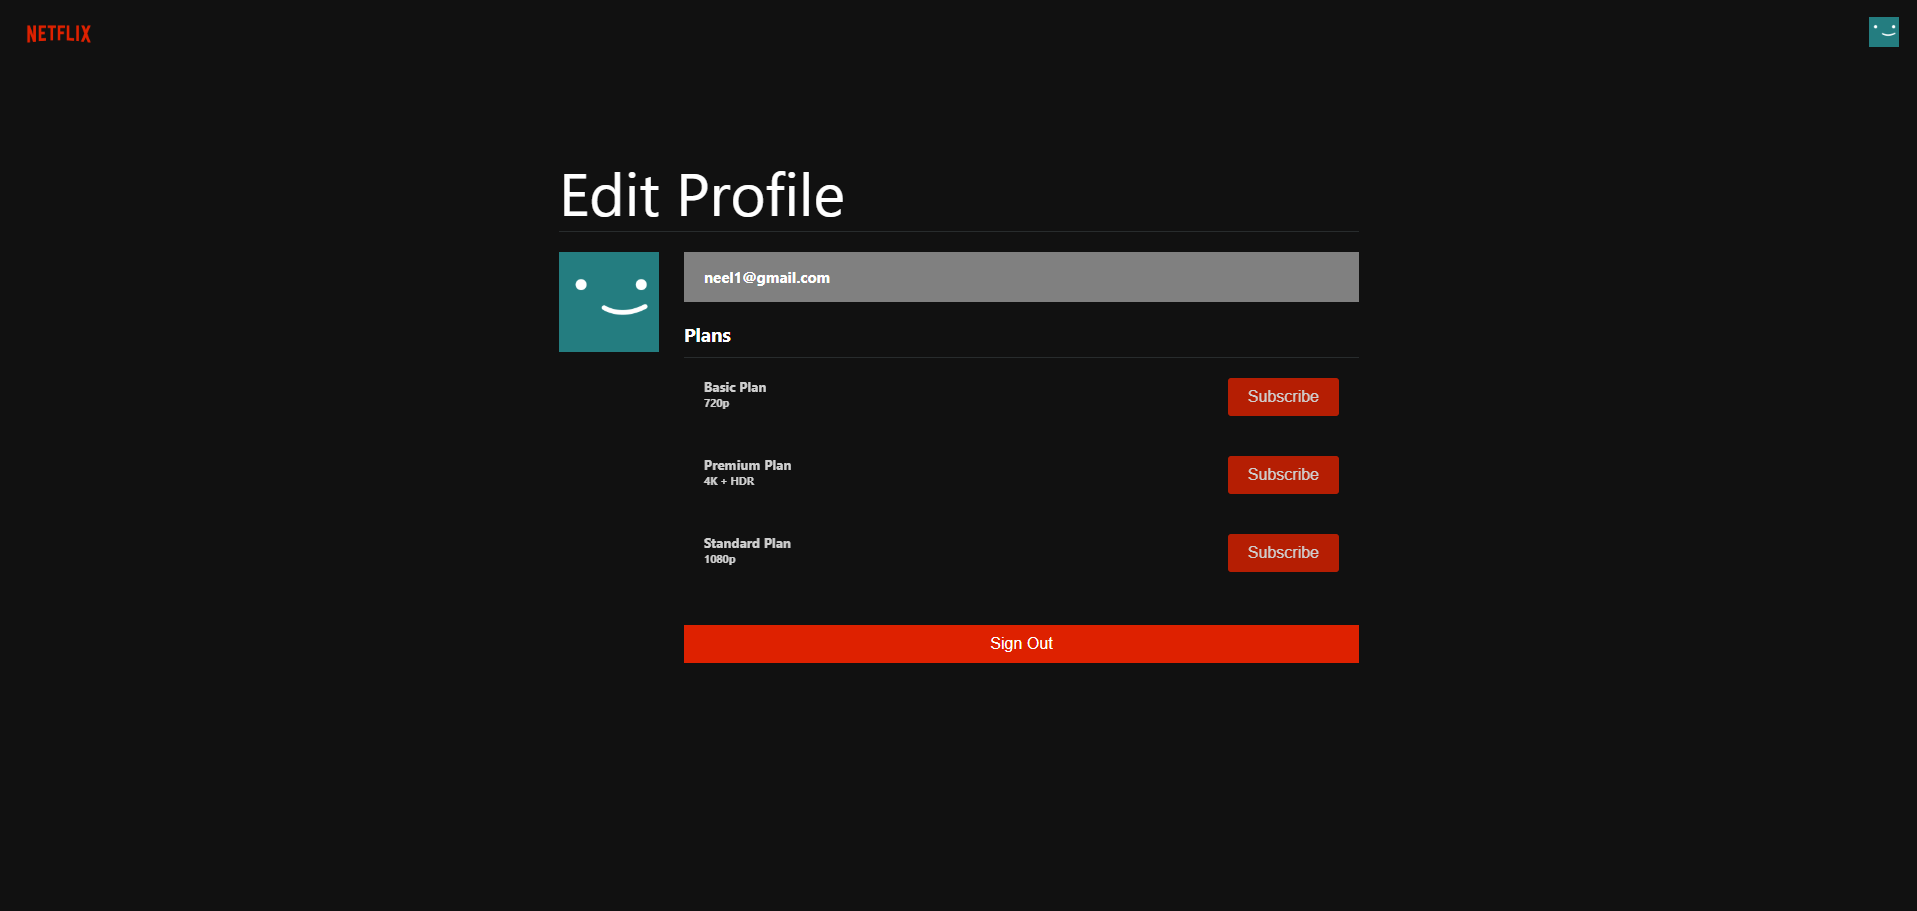 NETFLIX
Edit Profile
neel1@gmail.com
Plans
Basic Plan
720p
Subscribe
Premium Plan
4K + HDR
Subscribe
Standard Plan
1080p
Subscribe
Sign Out